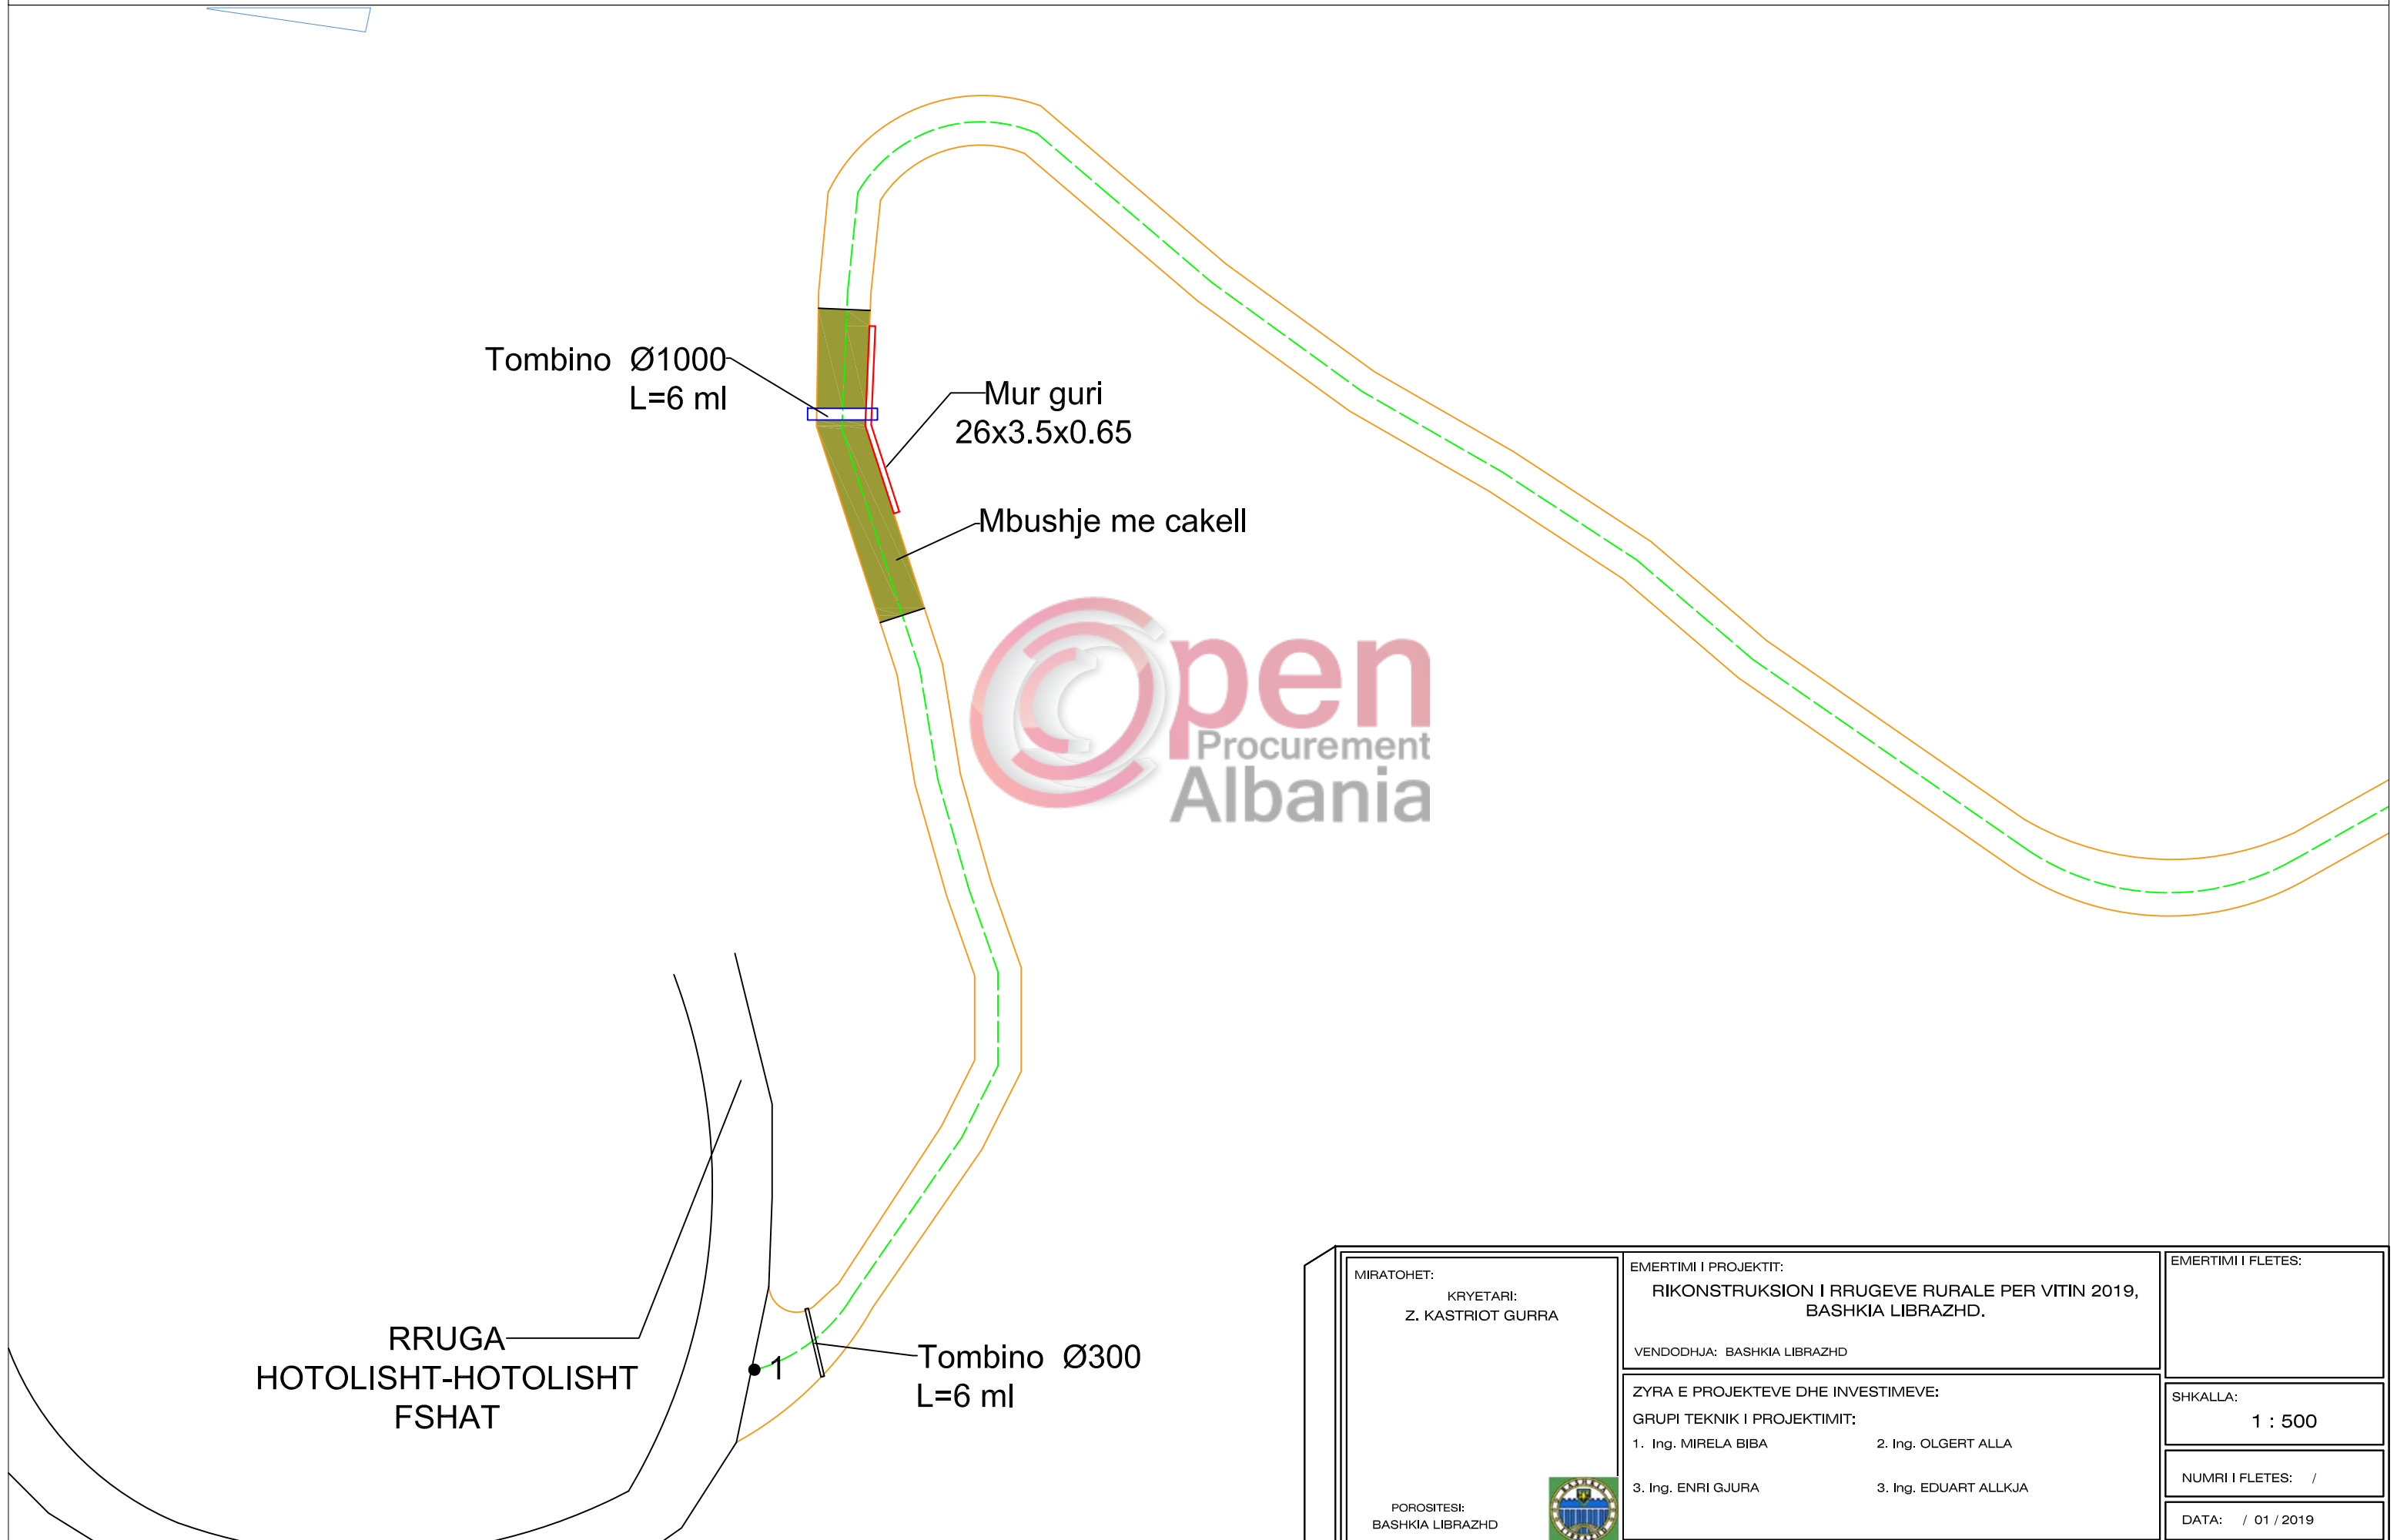 Tombino Ø1000
L=6 ml
Mur guri
26x3.5x0.65
Mbushje me cakell
Open
Procurement
Albania
RRUGA
HOTOLISHT-HOTOLISHT
FSHAT
1
Tombino Ø300
L=6 ml
MIRATOHET:
KRYETARI:
Z. KASTRIOT GURRA
POROSITESI:
BASHKIA LIBRAZHD
EMERTIMI I PROJEKTIT:
RIKONSTRUKSION I RRUGEVE RURALE PER VITIN 2019,
BASHKIA LIBRAZHD.
VENDODHJA: BASHKIA LIBRAZHD
ZYRA E PROJEKTEVE DHE INVESTIMEVE:
GRUPI TEKNIK I PROJEKTIMIT:
1. Ing. MIRELA BIBA
2. Ing. OLGERT ALLA
3. Ing. ENRI GJURA
3. Ing. EDUART ALLKJA
EMERTIMI I FLETES:
SHKALLA:
1 : 500
NUMRI I FLETES: /
DATA: / 01 / 2019